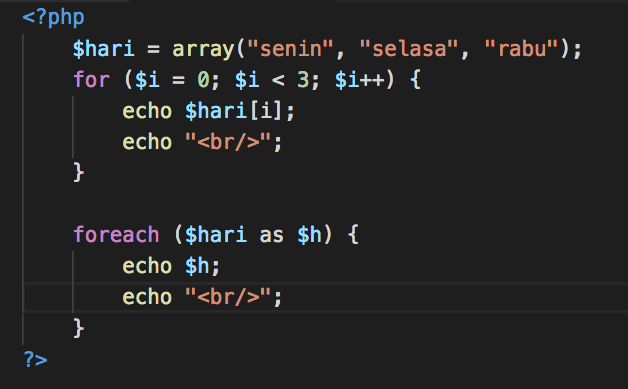 <?php
$hari = array("senin", "selasa", "rabu");
for ($i = 0; $i < 3; $i++) {
echo $hari[i];
echo "<br/>";
}
foreach ($hari as $h) {
echo $h;
echo "<br/>";
}
?>